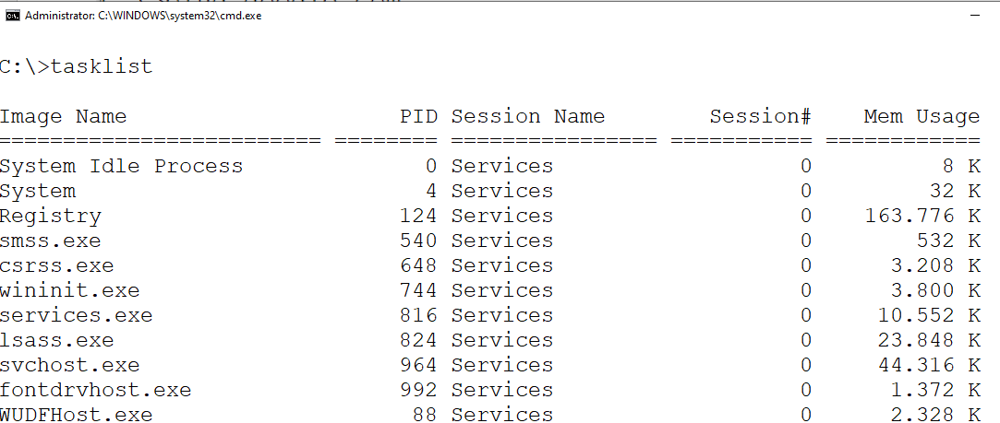 Administrator: C:\WINDOWS\system32\cmd.exe
C:\>tasklist
Image Name                     PID Session Name        Session#    Mem Usage
========================= ======== ================ =========== ============
System Idle Process              0 Services                   0          8 K
System                           4 Services                   0         32 K
Registry                       124 Services                   0    163.776 K
smss.exe                       540 Services                   0        532 K
csrss.exe                      648 Services                   0      3.208 K
wininit.exe                    744 Services                   0      3.800 K
services.exe                   816 Services                   0     10.552 K
lsass.exe                      824 Services                   0     23.848 K
svchost.exe                    964 Services                   0     44.316 K
fontdrvhost.exe                992 Services                   0      1.372 K
WUDFHost.exe                    88 Services                   0      2.328 K